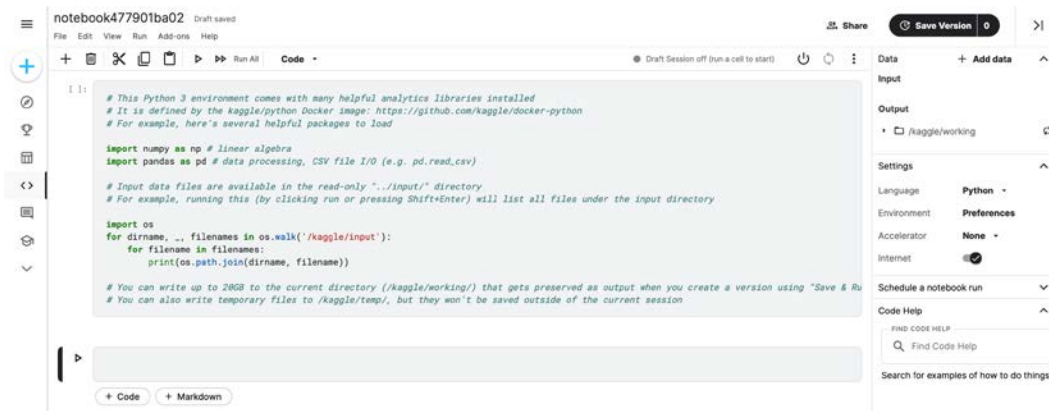 notebook477901ba02 Draft saved
File Edit View Run Add-ons Help
Share
Save Version 0
Run All Code
Draft Session off (run a cell to start)
[ ]:
# This Python 3 environment comes with many helpful analytics libraries installed
# It is defined by the kaggle/python Docker image: https://github.com/kaggle/docker-python
# For example, here's several helpful packages to load
import numpy as np # linear algebra
import pandas as pd # data processing, CSV file I/O (e.g. pd.read_csv)
# Input data files are available in the read-only "../input/" directory
# For example, running this (by clicking run or pressing Shift+Enter) will list all files under the input directory
import os
for dirname, _, filenames in os.walk('/kaggle/input'):
for filename in filenames:
print(os.path.join(dirname, filename))
# You can write up to 20GB to the current directory (/kaggle/working/) that gets preserved as output when you create a version using "Save & Ru
# You can also write temporary files to /kaggle/temp/, but they won't be saved outside of the current session
+ Code + Markdown
Data + Add data
Input
Output
/kaggle/working
Settings
Language Python
Environment Preferences
Accelerator None
Internet
Schedule a notebook run
Code Help
FIND CODE HELP
Find Code Help
Search for examples of how to do things